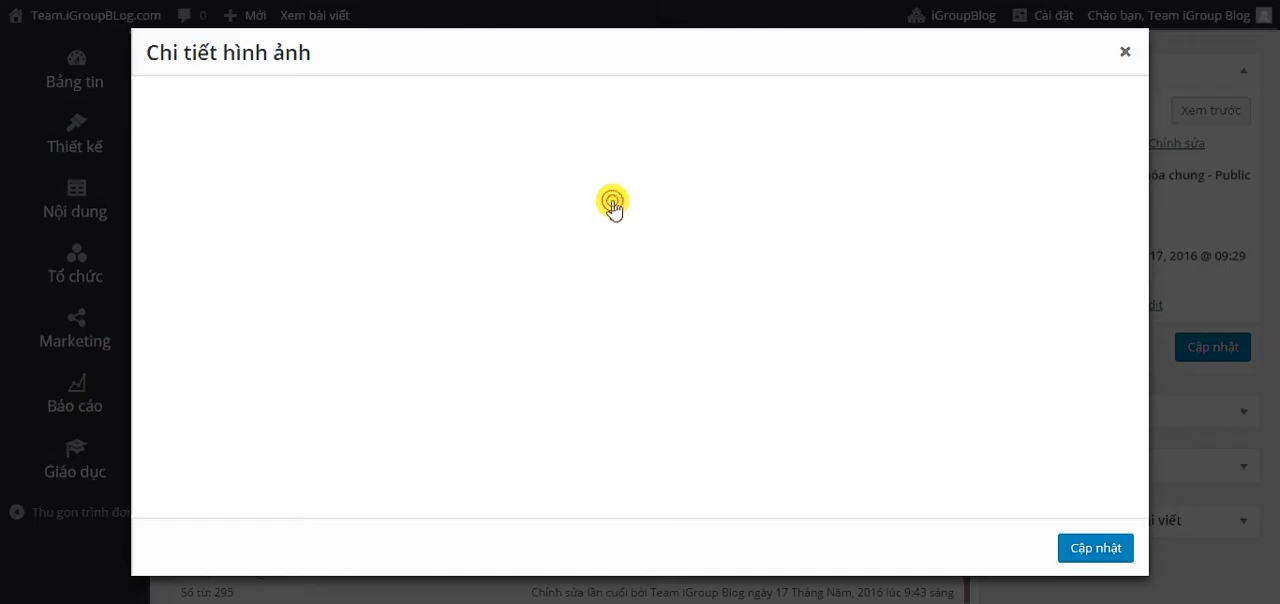 Team.iGroupBLog.com 0 Mới Xem bài viết iGroupBlog Cài đặt Chào bạn, Team iGroup Blog
Chi tiết hình ảnh ×
Bảng tin
Thiết kế
Nội dung
Tổ chức
Marketing
Báo cáo
Giáo dục
Thu gọn trình đơ
Xem trước
Chỉnh sửa
óa chung - Public
17, 2016 @ 09:29
dit
Cập nhật
i viết
Cập nhật
Số từ: 295 Chỉnh sửa lần cuối bởi Team iGroup Blog ngày 17 Tháng Năm, 2016 lúc 9:43 sáng